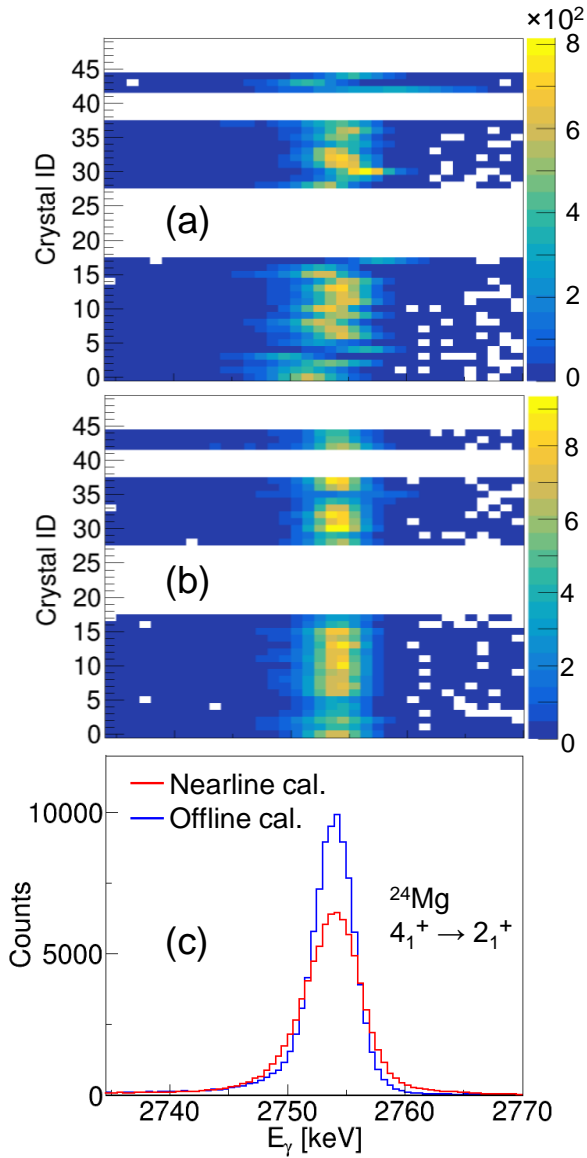 ×10²
45
40
35
30
25
20
15
10
5
0
Crystal ID
(a)
8
6
4
2
0
45
40
35
30
25
20
15
10
5
0
Crystal ID
(b)
8
6
4
2
0
Nearline cal.
Offline cal.
10000
5000
0
Counts
(c)
²⁴Mg
4₁⁺ → 2₁⁺
2740 2750 2760 2770
E_γ [keV]